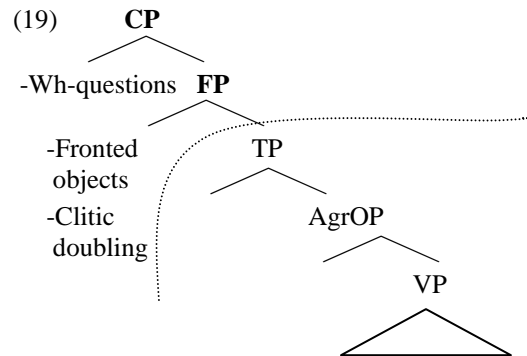 (19) CP
-Wh-questions FP
-Fronted TP
objects
-Clitic AgrOP
doubling
VP